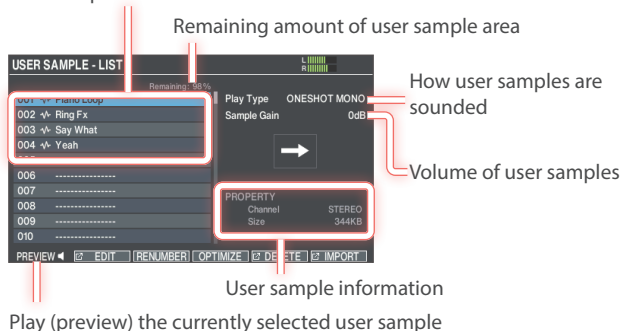 Remaining amount of user sample area
USER SAMPLE - LIST
L
R
Remaining: 98%
001 Piano Loop
002 Ring Fx
003 Say What
004 Yeah
006 ----------------
007 ----------------
008 ----------------
009 ----------------
010 ----------------
Play Type ONESHOT MONO
Sample Gain 0dB
How user samples are
sounded
Volume of user samples
PROPERTY
Channel STEREO
Size 344KB
PREVIEW EDIT RENUMBER OPTIMIZE DELETE IMPORT
User sample information
Play (preview) the currently selected user sample